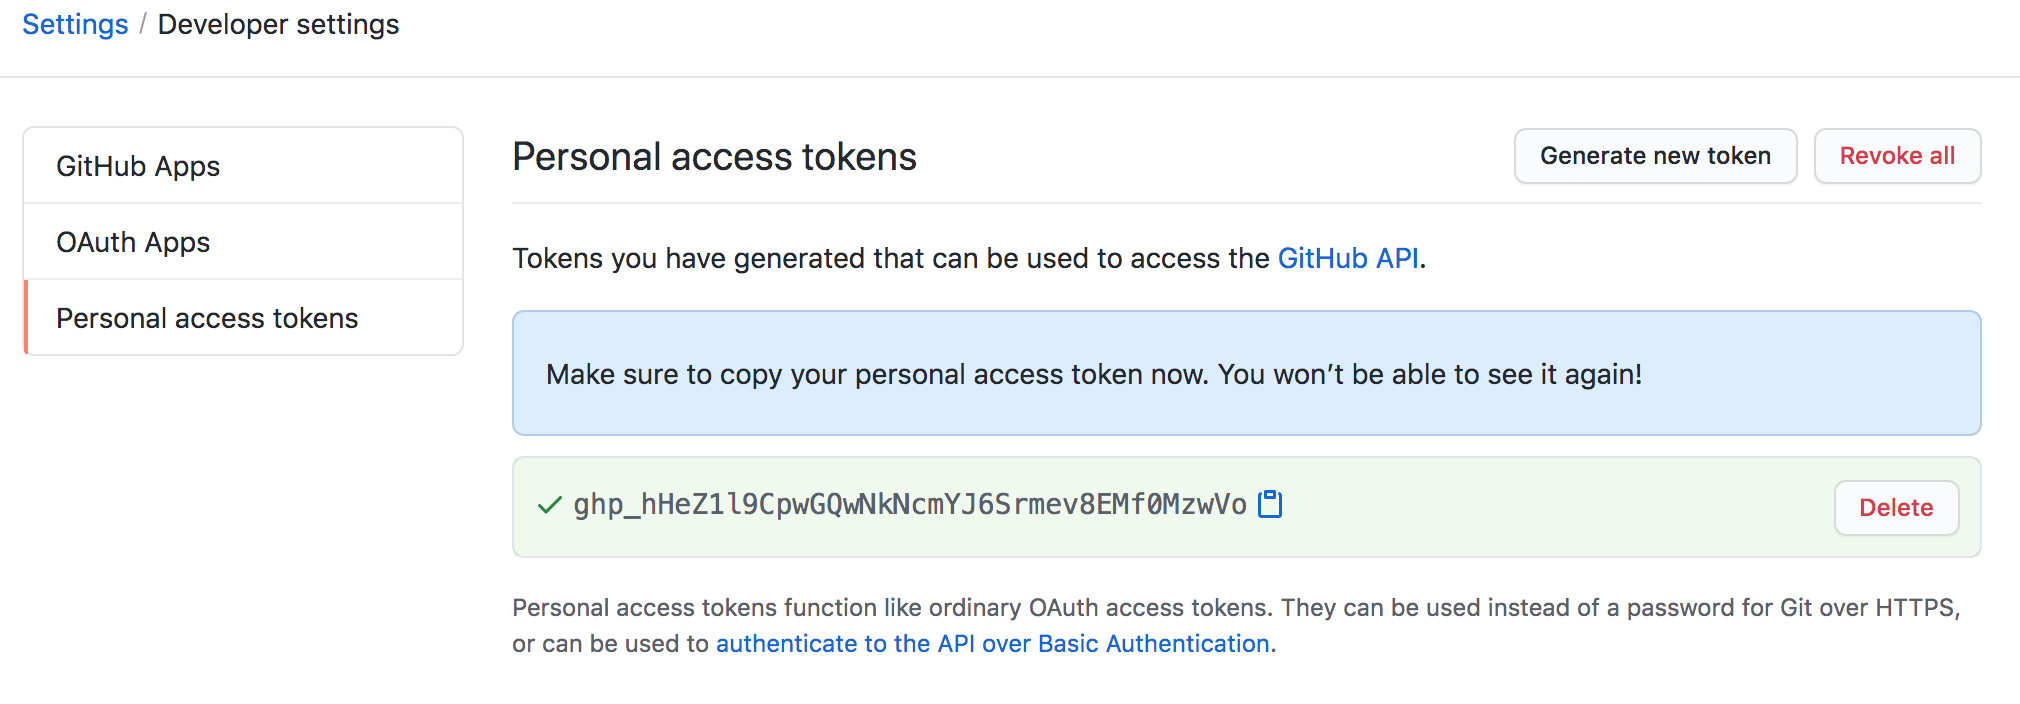 Settings / Developer settings
GitHub Apps
OAuth Apps
Personal access tokens
Personal access tokens
Generate new token
Revoke all
Tokens you have generated that can be used to access the GitHub API.
Make sure to copy your personal access token now. You won’t be able to see it again!
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
Delete
Personal access tokens function like ordinary OAuth access tokens. They can be used instead of a password for Git over HTTPS,
or can be used to authenticate to the API over Basic Authentication.